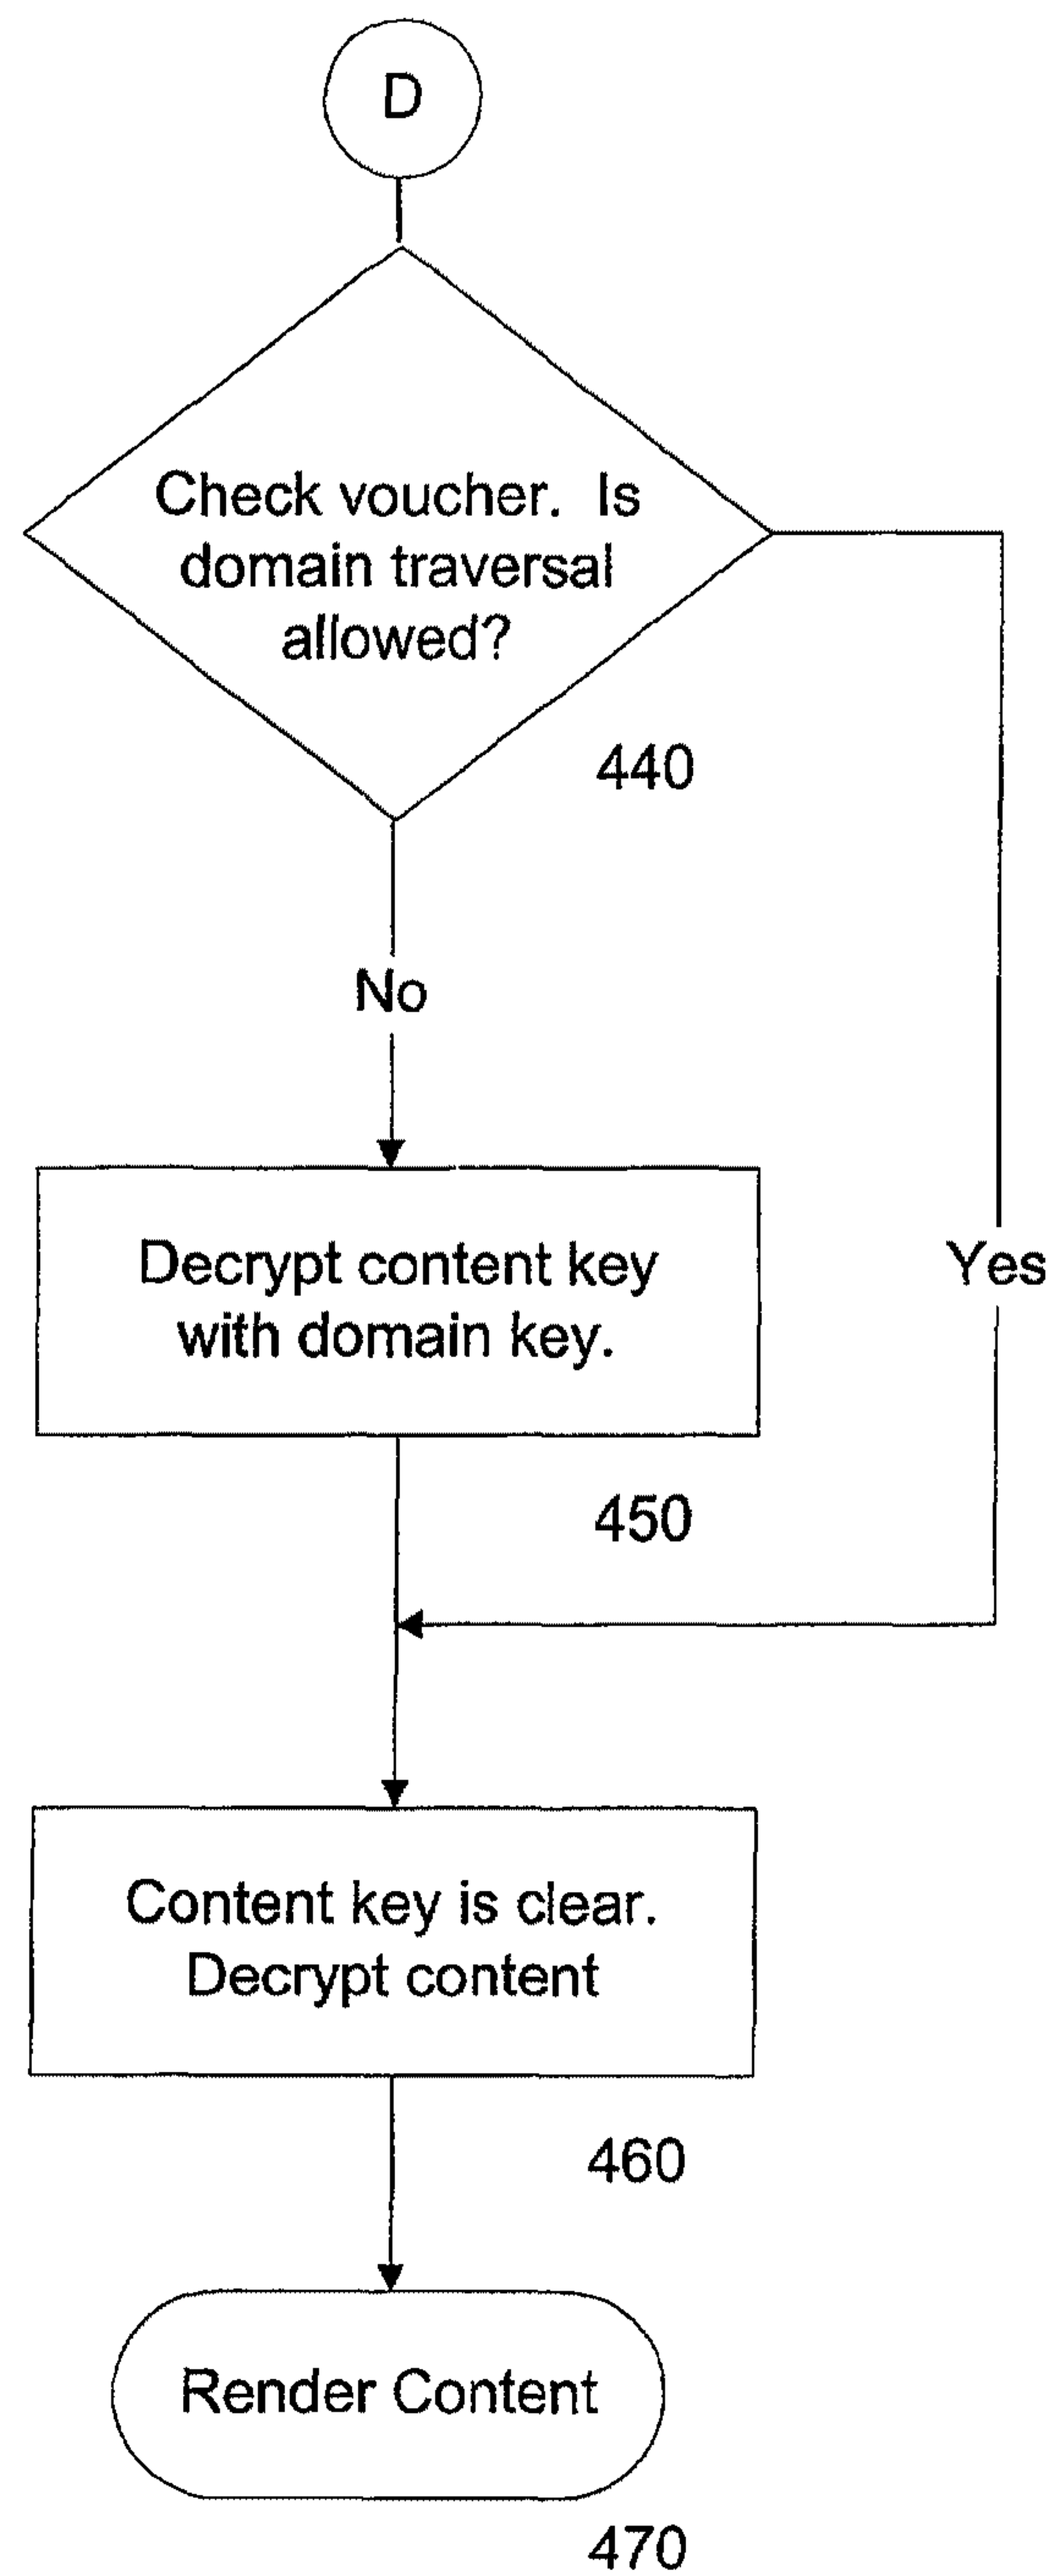 D
Check voucher. Is
domain traversal
allowed?
440
No
Decrypt content key
with domain key.
Yes
450
Content key is clear.
Decrypt content
460
Render Content
470